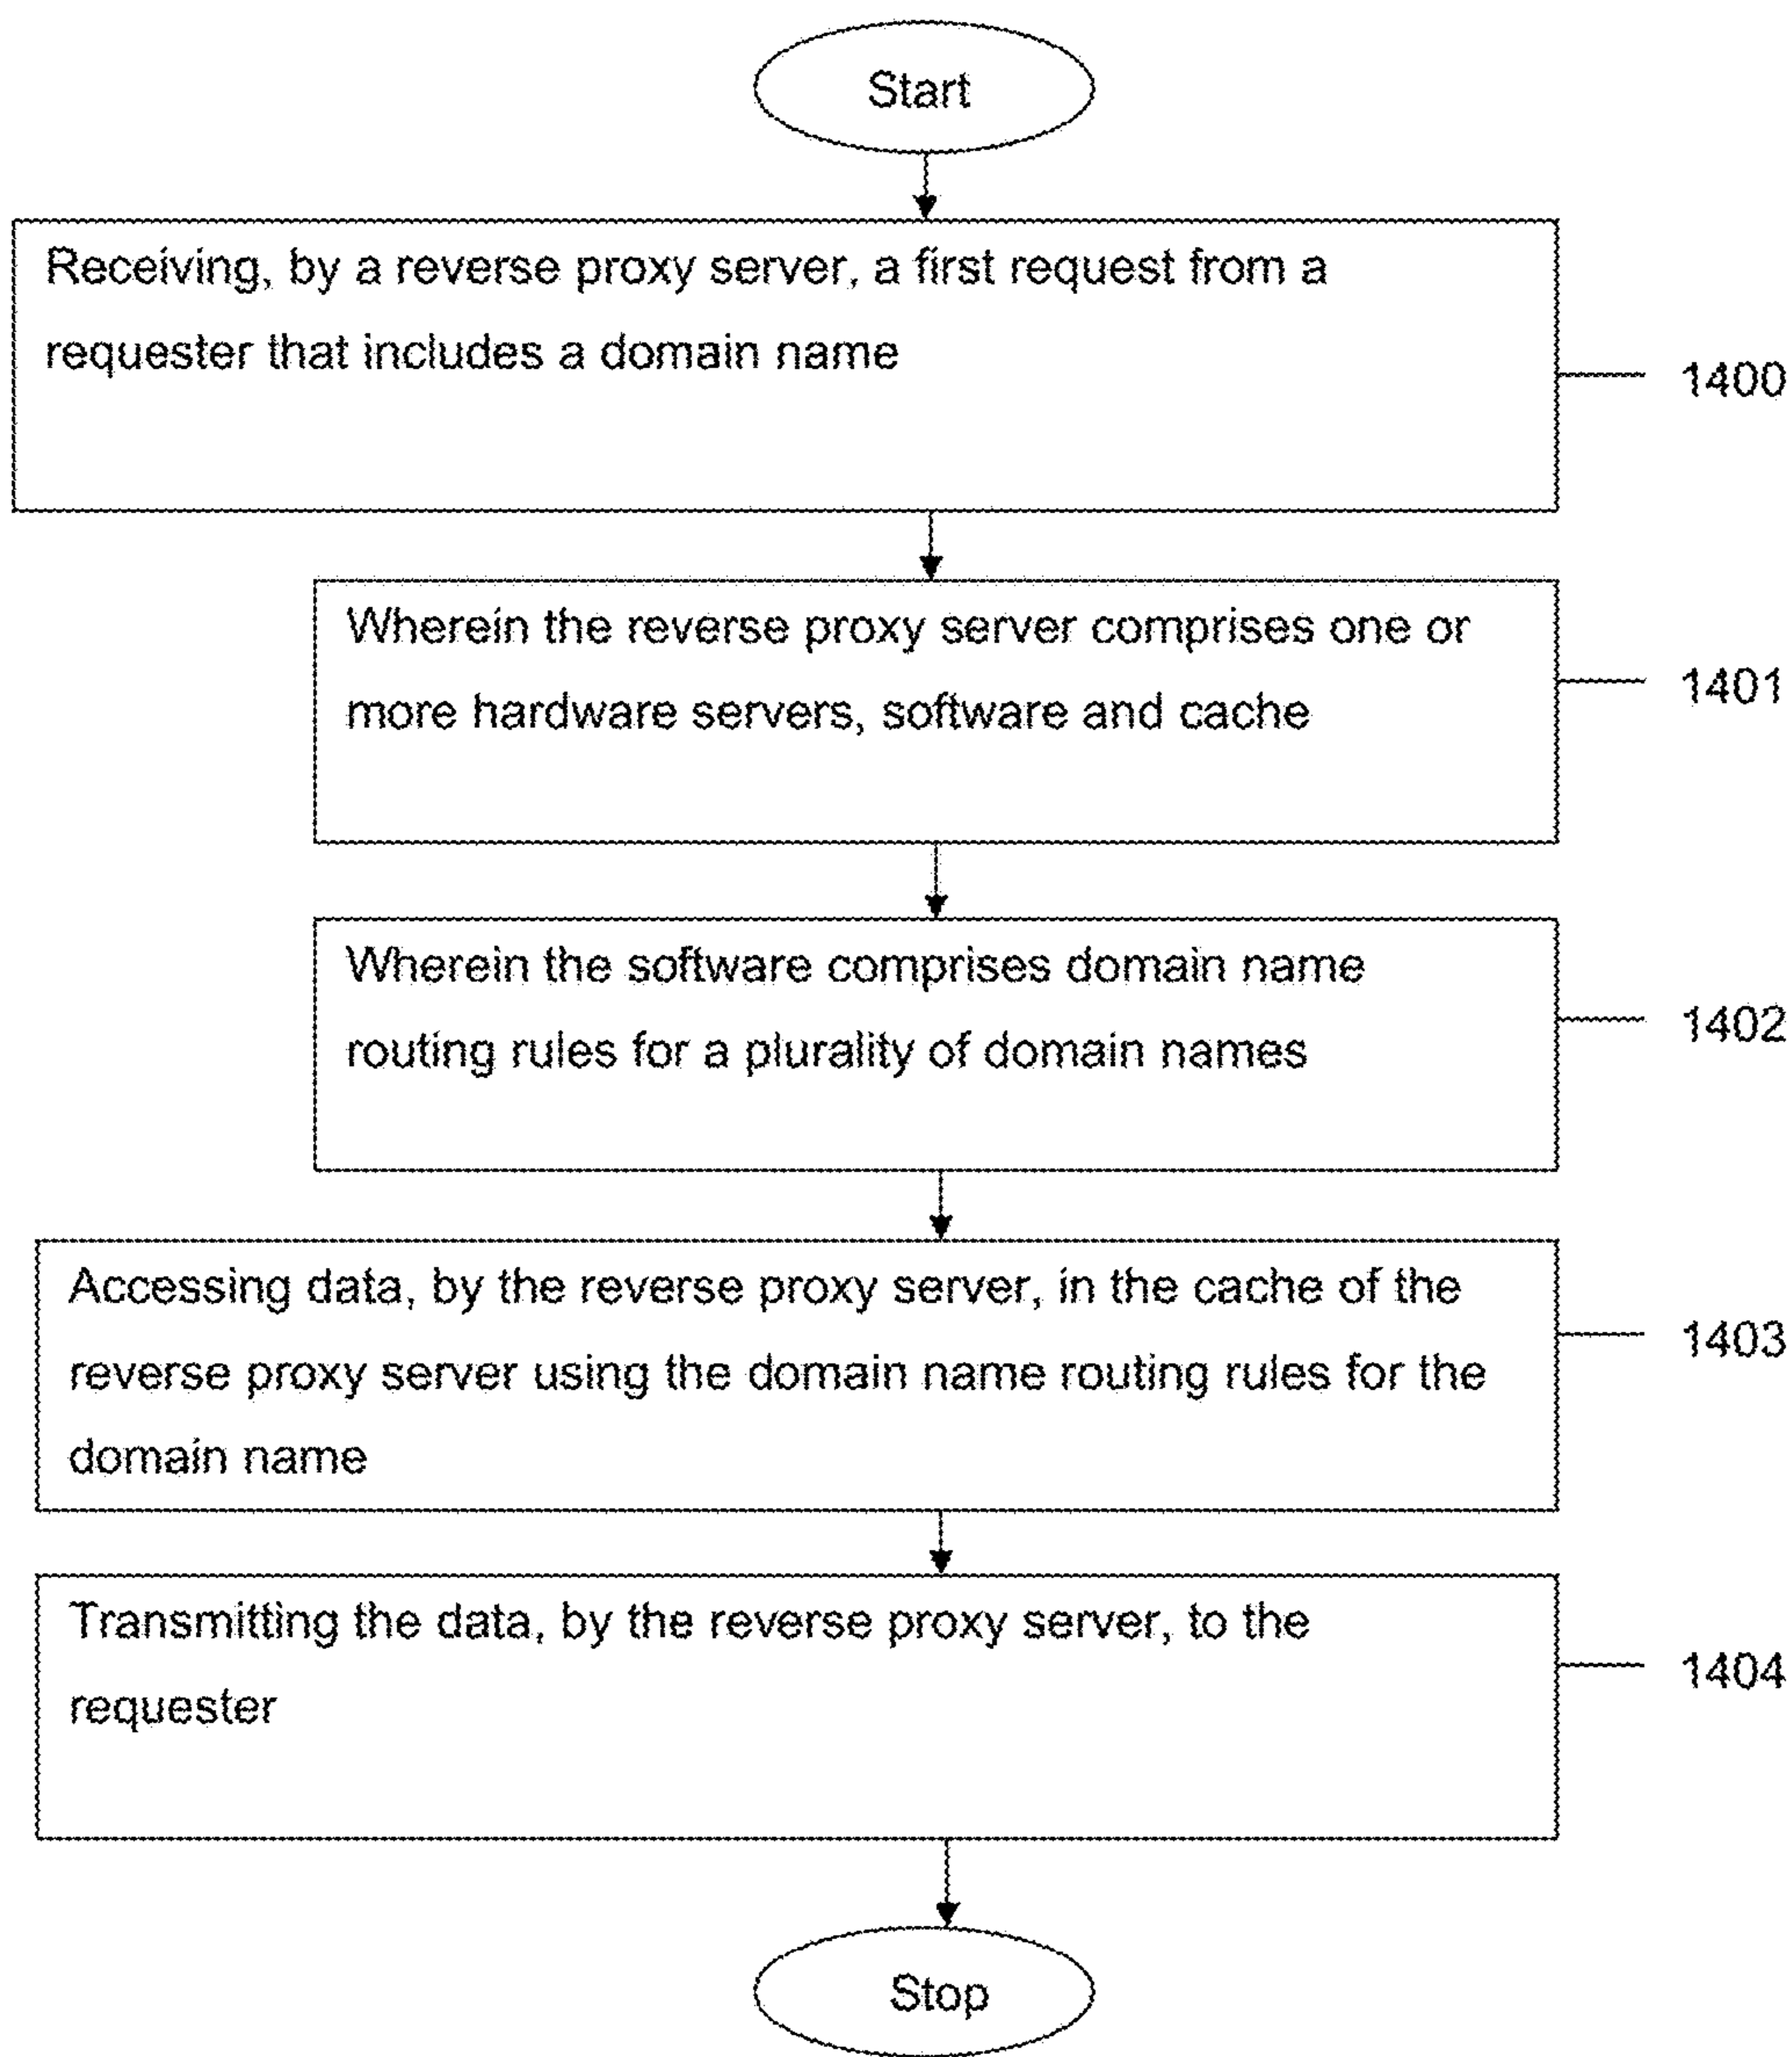 Start
Receiving, by a reverse proxy server, a first request from a
requester that includes a domain name
1400
Wherein the reverse proxy server comprises one or
more hardware servers, software and cache
1401
Wherein the software comprises domain name
routing rules for a plurality of domain names
1402
Accessing data, by the reverse proxy server, in the cache of the
reverse proxy server using the domain name routing rules for the
domain name
1403
Transmitting the data, by the reverse proxy server, to the
requester
1404
Stop